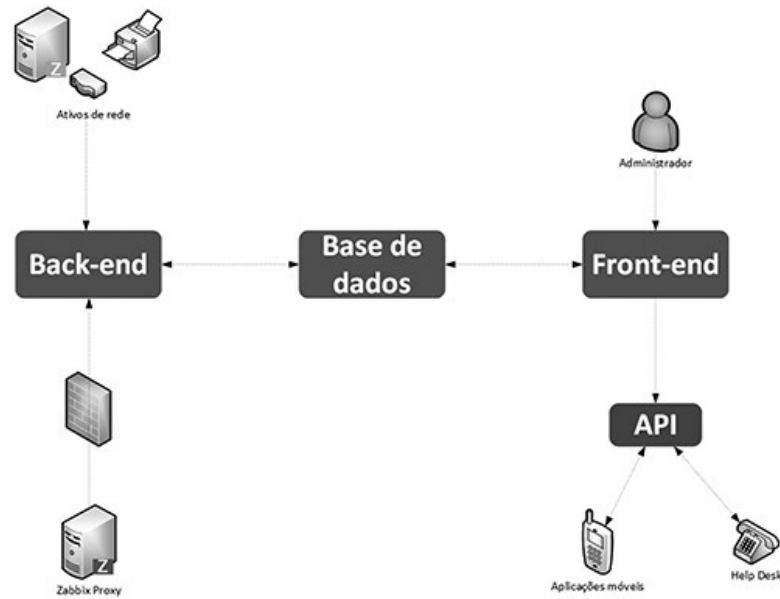 Z
Ativos de rede
Administrador
Back-end
Base de
dados
Front-end
API
Z
Zabbix Proxy
Aplicações móveis
Help Desk